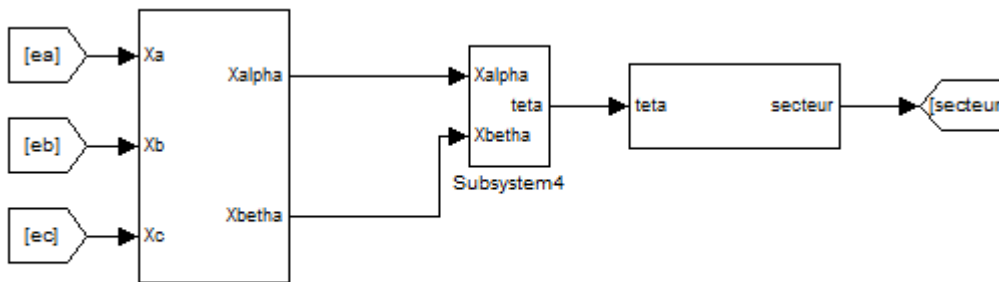 [ea]
Xa
[eb]
Xb
[ec]
Xc
Xalpha
Xbetha
Xalpha
teta
Xbetha
Subsystem4
teta
secteur
[secteur